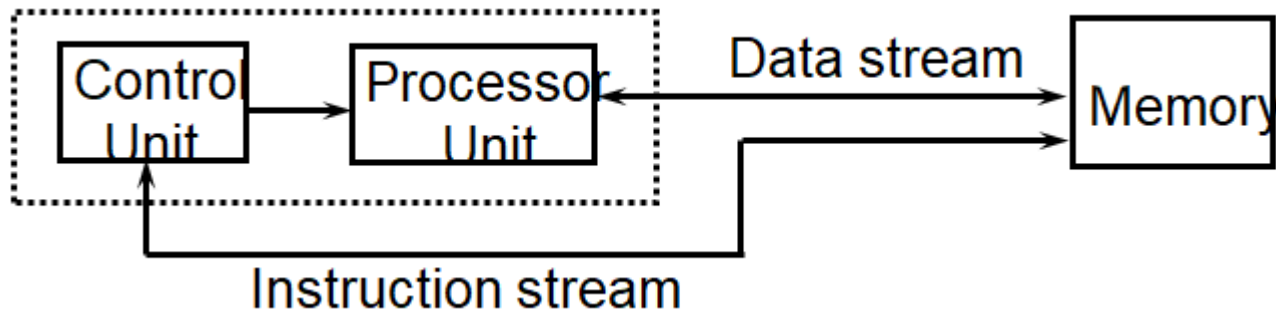 Control
Unit
Processor
Unit
Data stream
Memory
Instruction stream